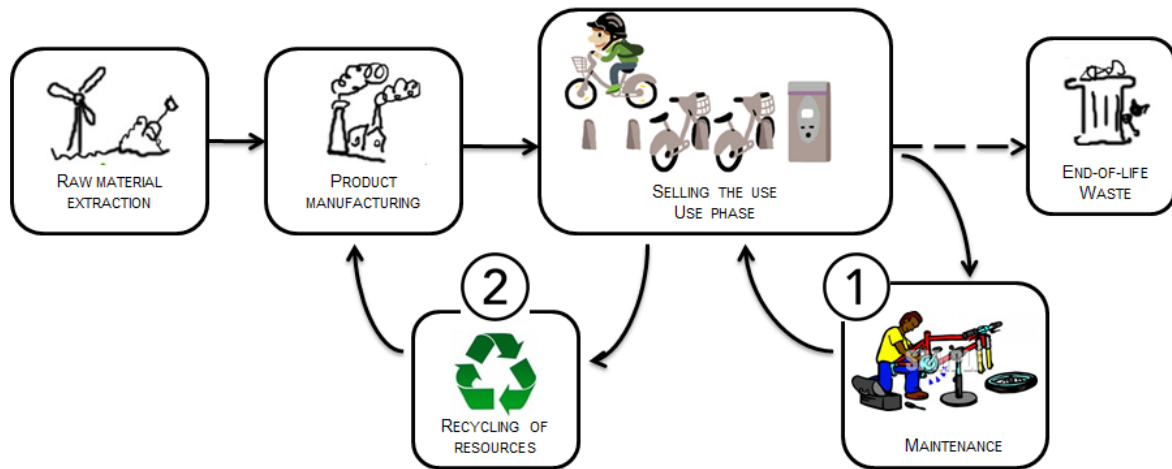 RAW MATERIAL
EXTRACTION
PRODUCT
MANUFACTURING
SELLING THE USE
USE PHASE
END-OF-LIFE
WASTE
2
RECYCLING OF
RESOURCES
1
MAINTENANCE